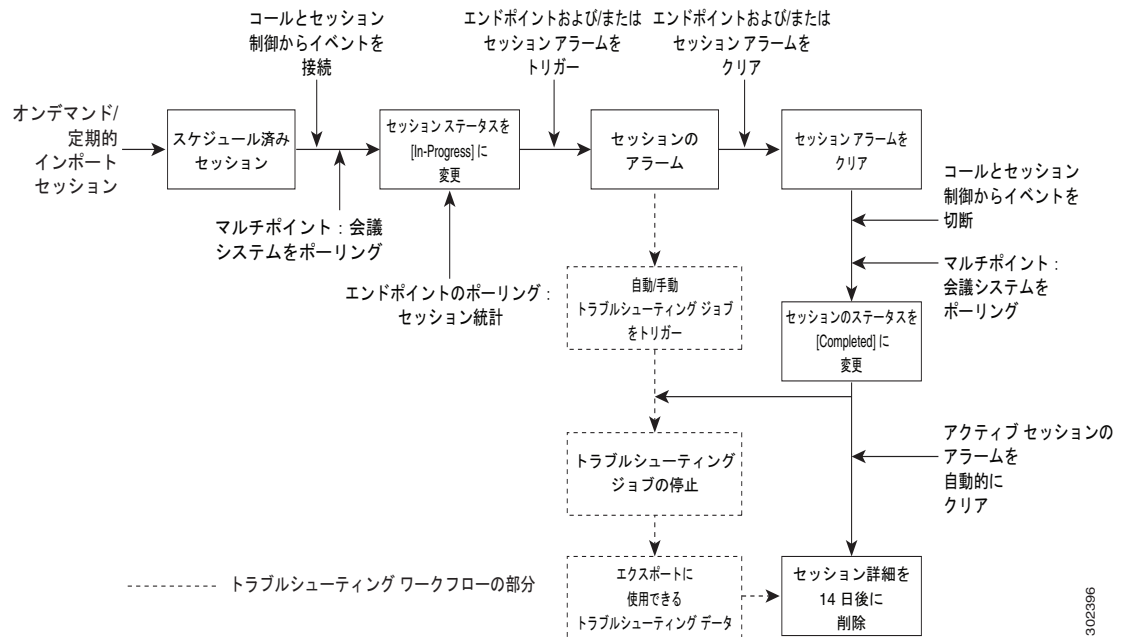 コールとセッション
制御からイベントを
接続
エンドポイントおよび/または
セッション アラームを
トリガー
エンドポイントおよび/または
セッション アラームを
クリア
オンデマンド/
定期的
インポート
セッション
スケジュール済み
セッション
セッション ステータスを
[In-Progress] に
変更
セッションの
アラーム
セッション アラームを
クリア
マルチポイント：会議
システムをポーリング
エンドポイントのポーリング：
セッション統計
コールとセッション
制御からイベントを
切断
マルチポイント：
会議システムを
ポーリング
自動/手動
トラブルシューティング ジョブ
をトリガー
セッションのステータスを
[Completed] に
変更
トラブルシューティング
ジョブの停止
アクティブ セッションの
アラームを
自動的に
クリア
トラブルシューティング ワークフローの部分
エクスポートに
使用できる
トラブルシューティング データ
セッション詳細を
14 日後に
削除
302396